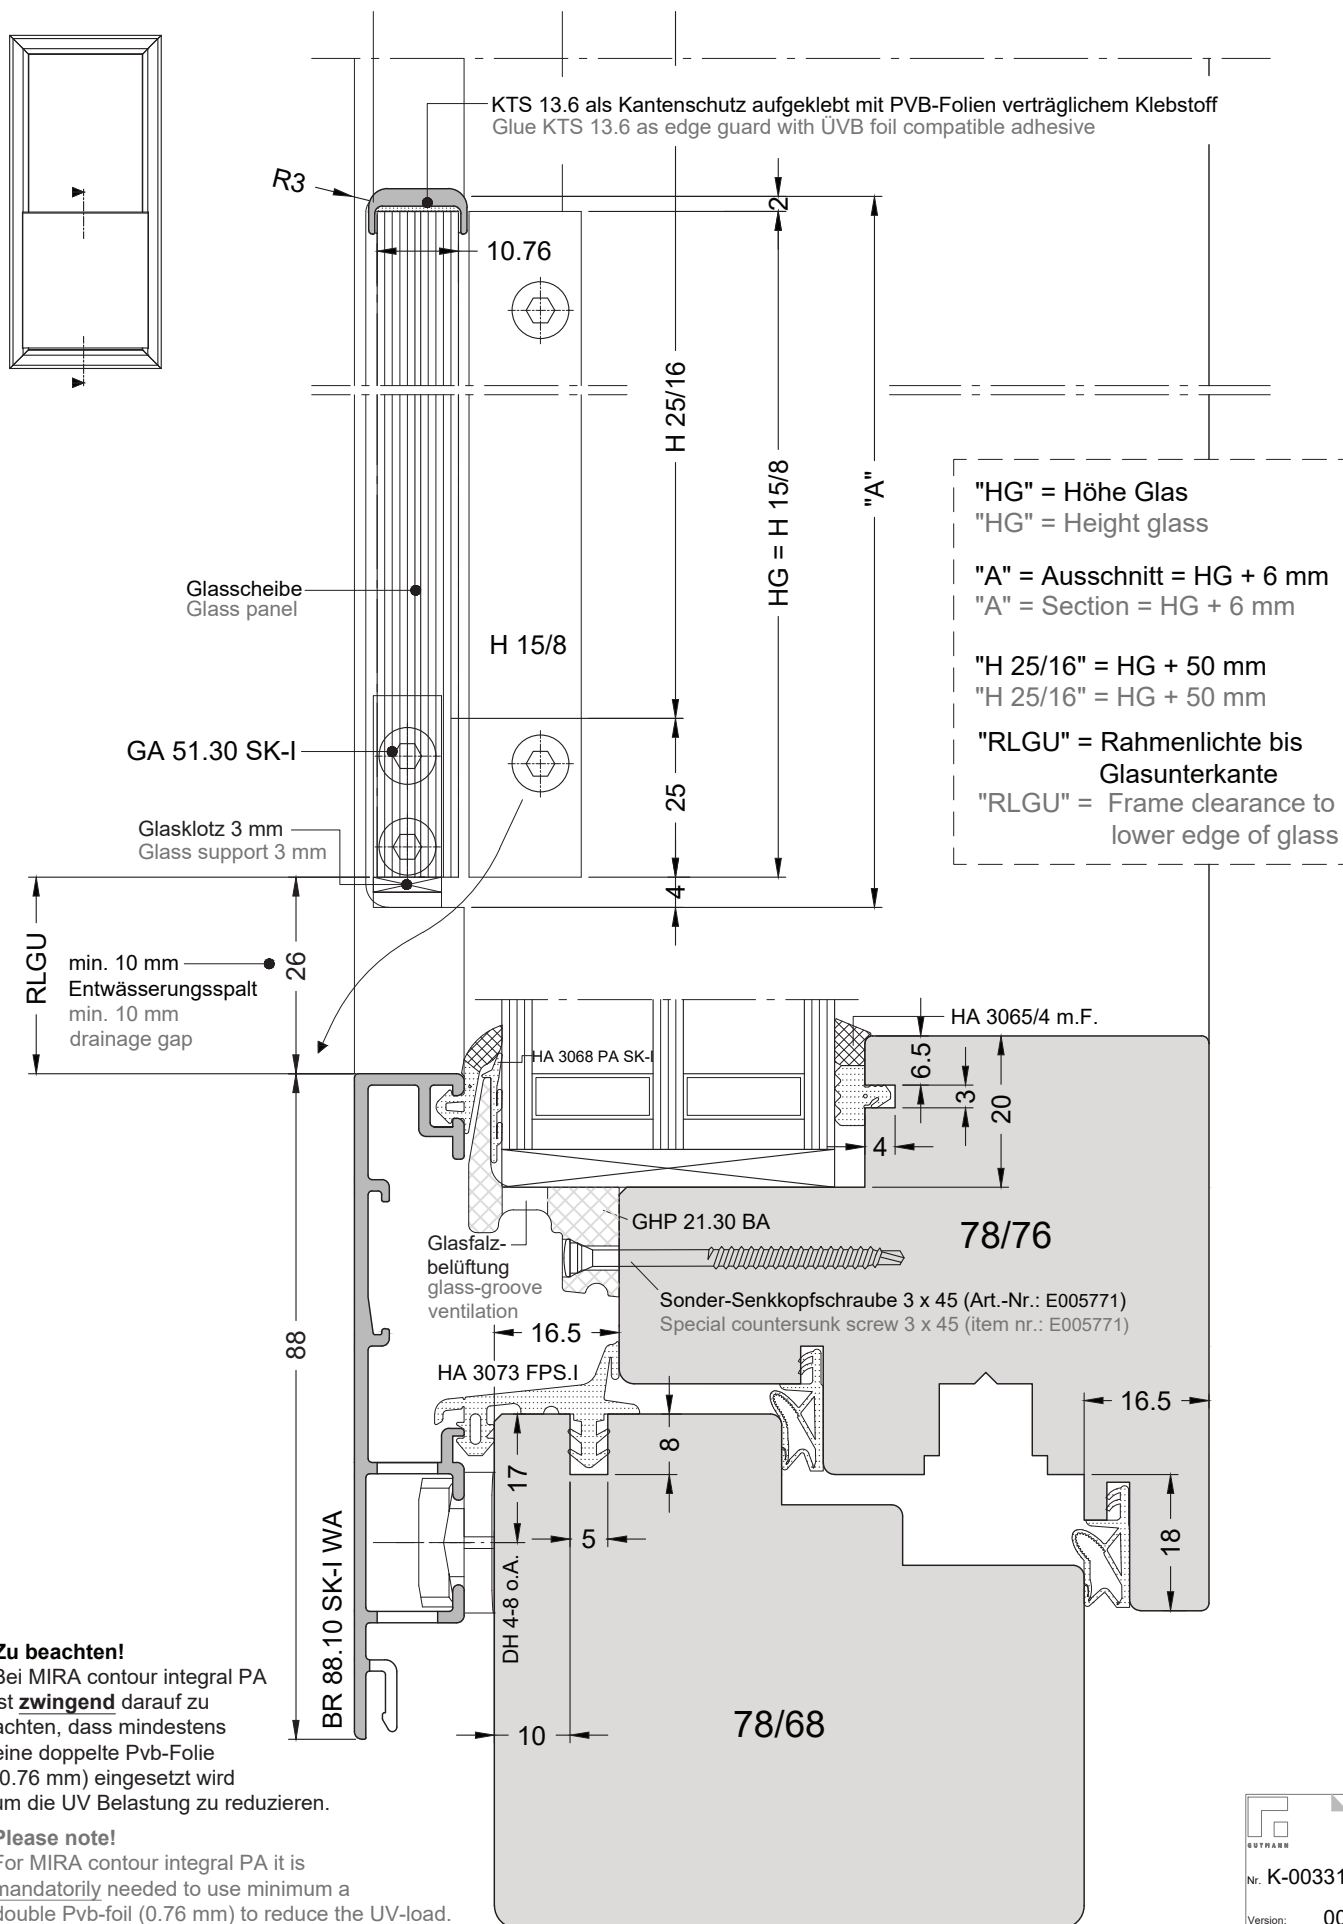 KTS 13.6 als Kantenschutz aufgeklebt mit PVB-Folien verträglichem Klebstoff
Glue KTS 13.6 as edge guard with ÜVB foil compatible adhesive
R3
2
10.76
H 25/16
HG = H 15/8
"A"
"HG" = Höhe Glas
"HG" = Height glass
"A" = Ausschnitt = HG + 6 mm
"A" = Section = HG + 6 mm
"H 25/16" = HG + 50 mm
"H 25/16" = HG + 50 mm
"RLGU" = Rahmenlichte bis
Glasunterkante
"RLGU" = Frame clearance to
lower edge of glass
Glasscheibe
Glass panel
H 15/8
GA 51.30 SK-I
25
Glasklotz 3 mm
Glass support 3 mm
4
RLGU
26
min. 10 mm
Entwässerungsspalt
min. 10 mm
drainage gap
HA 3065/4 m.F.
HA 3068 PA SK-I
6.5
3
20
4
GHP 21.30 BA
78/76
Glasfalz-
belüftung
glass-groove
ventilation
Sonder-Senkkopfschraube 3 x 45 (Art.-Nr.: E005771)
Special countersunk screw 3 x 45 (item nr.: E005771)
88
16.5
HA 3073 FPS.I
16.5
8
17
5
18
DH 4-8 o.A.
BR 88.10 SK-I WA
10
78/68
Zu beachten!
Bei MIRA contour integral PA
ist zwingend darauf zu
achten, dass mindestens
eine doppelte Pvb-Folie
(0.76 mm) eingesetzt wird
um die UV Belastung zu reduzieren.
Please note!
For MIRA contour integral PA it is
mandatorily needed to use minimum a
double Pvb-foil (0.76 mm) to reduce the UV-load.
GUTMANN
Nr. K-00331
Version: 00